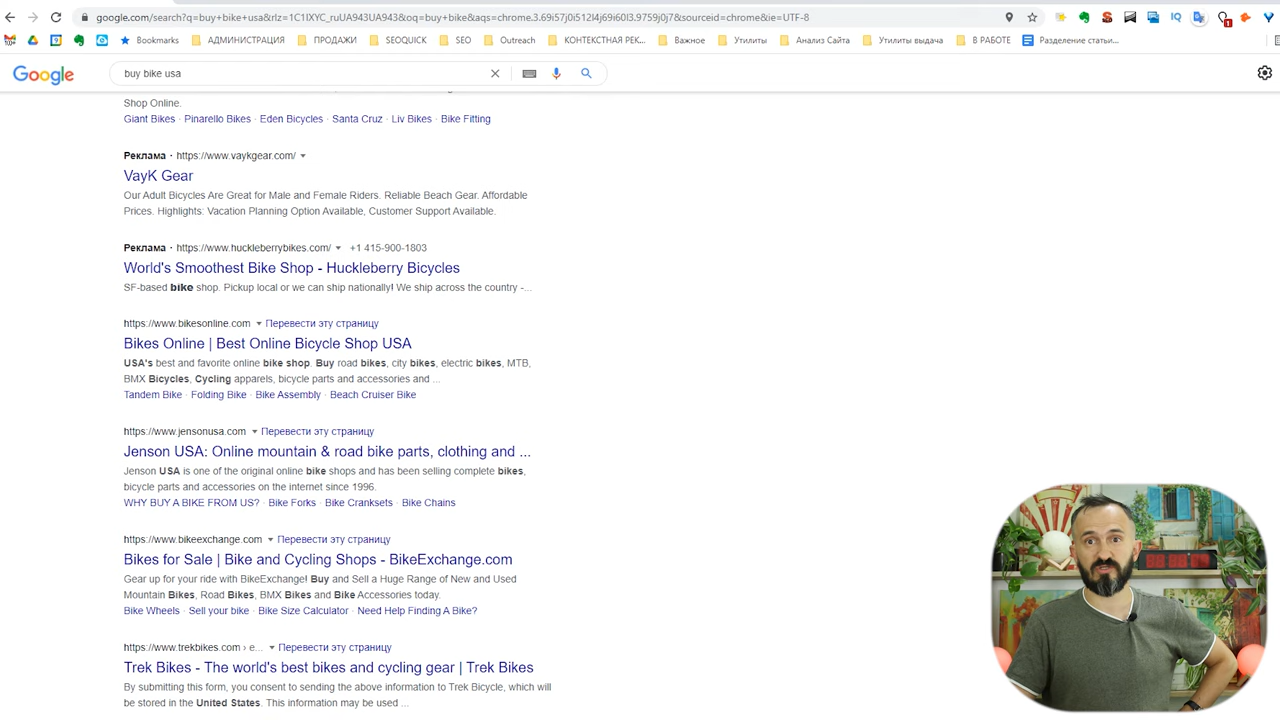 google.com/search?q=buy+bike+usa&rlz=1C1IXYC_ruUA943UA943&oq=buy+bike&aqs=chrome.3.69i57j0i512l4j69i60l3.9759j0j7&sourceid=chrome&ie=UTF-8
Bookmarks АДМИНИСТРАЦИЯ ПРОДАЖИ SEOQUICK SEO Outreach КОНТЕКСТНАЯ РЕК... Важное Утилиты Анализ Сайта Утилиты выдача В РАБОТЕ Разделение статьи...
Google buy bike usa
Shop Online.
Giant Bikes · Pinarello Bikes · Eden Bicycles · Santa Cruz · Liv Bikes · Bike Fitting
Реклама · https://www.vaykgear.com/
VayK Gear
Our Adult Bicycles Are Great for Male and Female Riders. Reliable Beach Gear. Affordable
Prices. Highlights: Vacation Planning Option Available, Customer Support Available.
Реклама · https://www.huckleberrybikes.com/ +1 415-900-1803
World's Smoothest Bike Shop - Huckleberry Bicycles
SF-based bike shop. Pickup local or we can ship nationally! We ship across the country -...
https://www.bikesonline.com Перевести эту страницу
Bikes Online | Best Online Bicycle Shop USA
USA's best and favorite online bike shop. Buy road bikes, city bikes, electric bikes, MTB,
BMX Bicycles, Cycling apparels, bicycle parts and accessories and ...
Tandem Bike · Folding Bike · Bike Assembly · Beach Cruiser Bike
https://www.jensonusa.com Перевести эту страницу
Jenson USA: Online mountain & road bike parts, clothing and ...
Jenson USA is one of the original online bike shops and has been selling complete bikes,
bicycle parts and accessories on the internet since 1996.
WHY BUY A BIKE FROM US? · Bike Forks · Bike Cranksets · Bike Chains
https://www.bikeexchange.com Перевести эту страницу
Bikes for Sale | Bike and Cycling Shops - BikeExchange.com
Gear up for your ride with BikeExchange! Buy and Sell a Huge Range of New and Used
Mountain Bikes, Road Bikes, BMX Bikes and Bike Accessories today.
Bike Wheels · Sell your bike · Bike Size Calculator · Need Help Finding A Bike?
https://www.trekbikes.com › e... Перевести эту страницу
Trek Bikes - The world's best bikes and cycling gear | Trek Bikes
By submitting this form, you consent to sending the above information to Trek Bicycle, which will
be stored in the United States. This information may be used ...